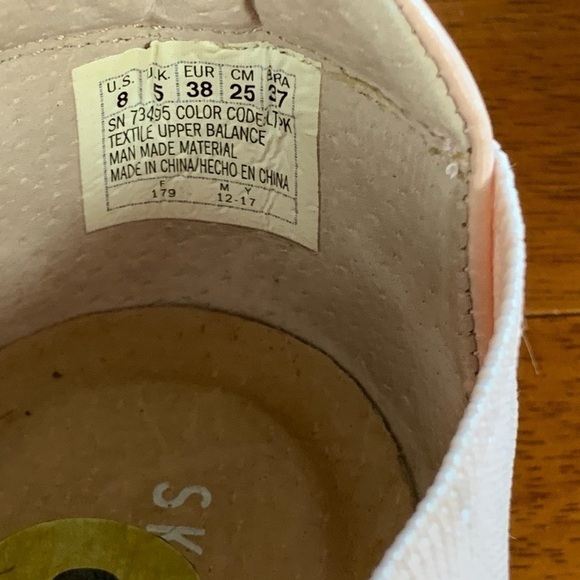 U.S. U.K. EUR CM BRA
8 5 38 25 37
SN 73495 COLOR CODE LTPK
TEXTILE UPPER BALANCE
MAN MADE MATERIAL
MADE IN CHINA/HECHO EN CHINA
F M Y
179 12-17
SK